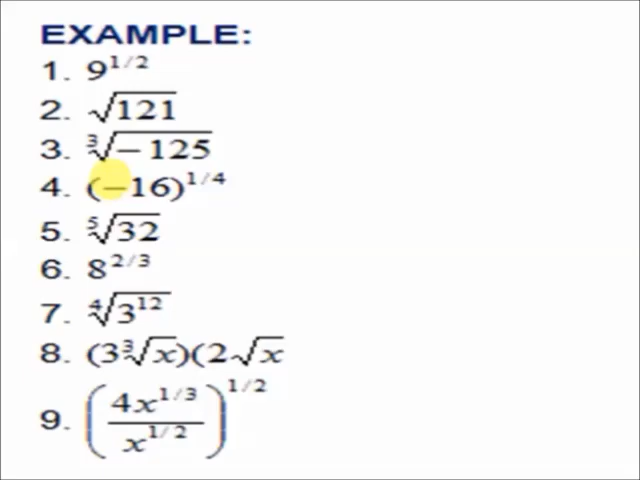 EXAMPLE:
1. 9^{1/2}
2. √121
3. ∛-125
4. (-16)^{1/4}
5. ⁵√32
6. 8^{2/3}
7. ∜3^{12}
8. (3∛x)(2√x
9. (4x^{1/3}/x^{1/2})^{1/2}